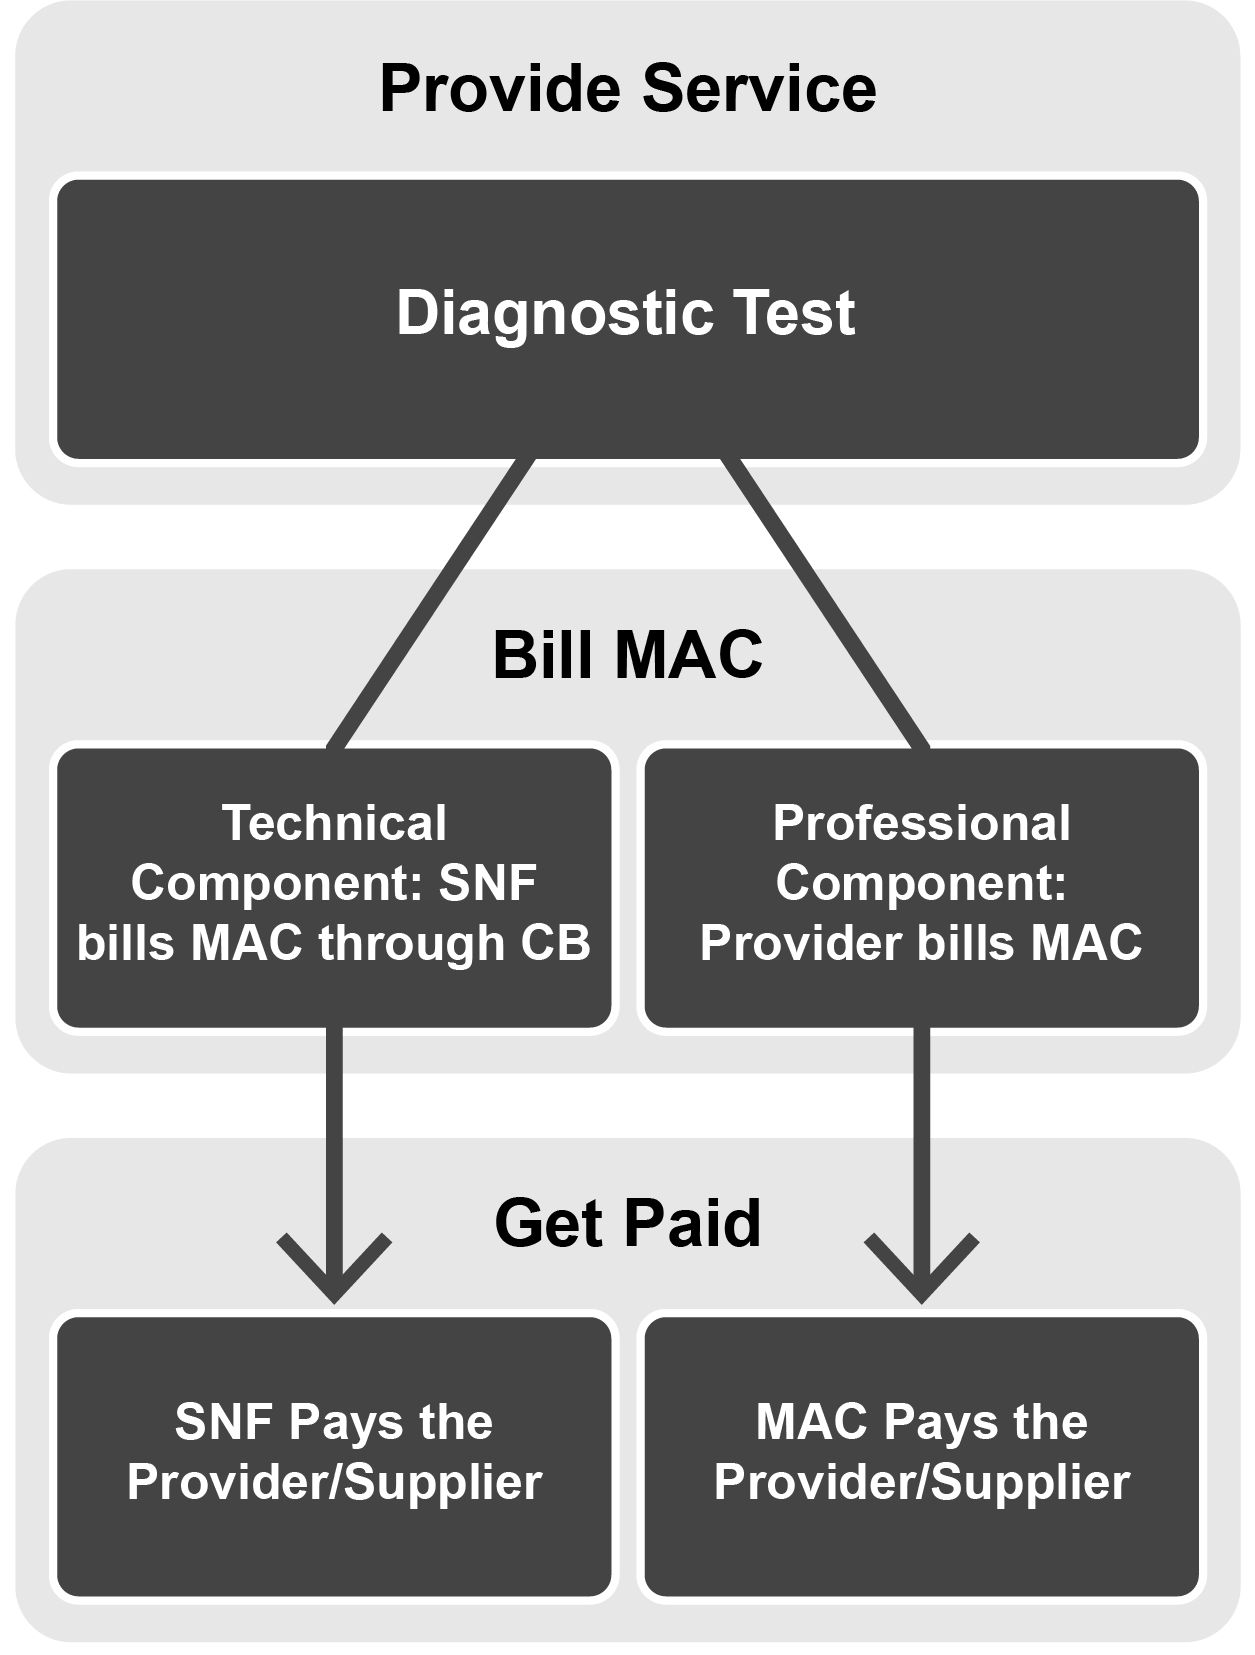 Provide Service
Diagnostic Test
Bill MAC
Technical
Component: SNF
bills MAC through CB
Professional
Component:
Provider bills MAC
Get Paid
SNF Pays the
Provider/Supplier
MAC Pays the
Provider/Supplier